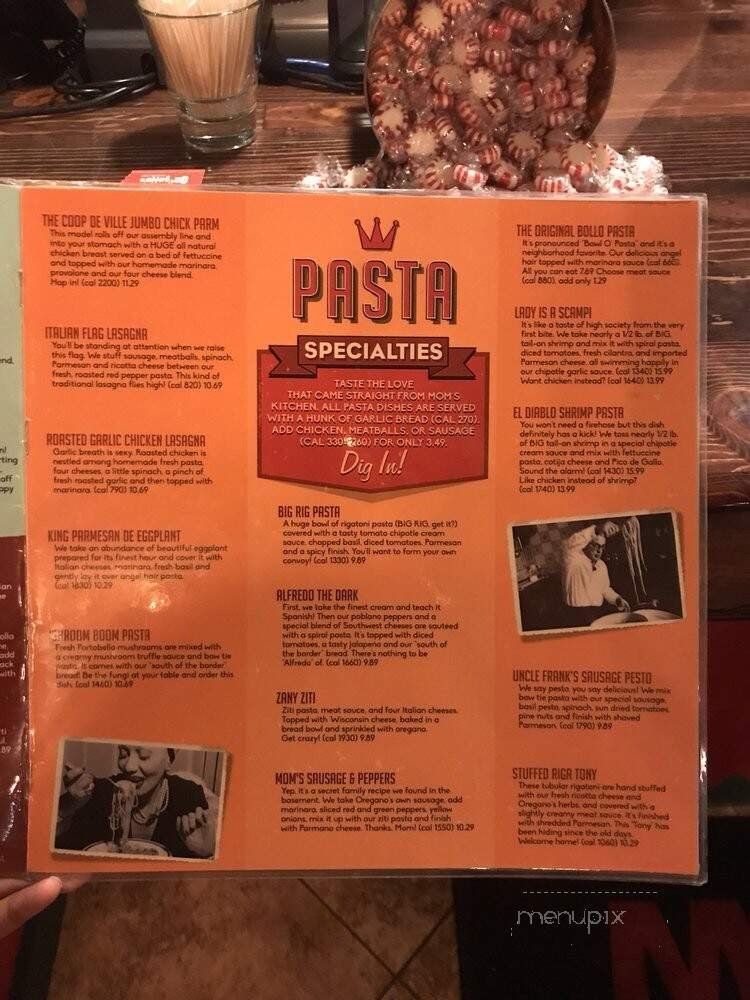 THE COOP DE VILLE JUMBO CHICK PARM
This model rolls off our assembly line and
into your stomach with a HUGE all natural
chicken breast served on a bed of fettuccine
and topped with our homemade marinara,
provolone and our four cheese blend.
Hop in! (cal 2200) 11.29
ITALIAN FLAG LASAGNA
You'll be standing at attention when we raise
this flag. We stuff sausage, meatballs, spinach,
Parmesan and ricotta cheese between our
fresh, roasted red pepper pasta. This kind of
traditional lasagna flies high! (cal 820) 10.69
ROASTED GARLIC CHICKEN LASAGNA
Garlic breath is sexy. Roasted chicken is
nestled among homemade fresh pasta,
four cheeses, a little spinach, a pinch of
fresh roasted garlic and then topped with
marinara. (cal 790) 10.69
KING PARMESAN DE EGGPLANT
We take an abundance of beautiful eggplant
prepared for its finest hour and cover it with
Italian cheeses, marinara, fresh basil and
gently lay it over angel hair pasta.
(cal 1630) 10.29
SHROOM BOOM PASTA
Fresh Portobello mushrooms are mixed with
a creamy mushroom truffle sauce and bow tie
pasta. It comes with our "south of the border"
bread! Be the fungi at your table and order this
dish. (cal 1460) 10.69
PASTA
SPECIALTIES
TASTE THE LOVE
THAT CAME STRAIGHT FROM MOM'S
KITCHEN. ALL PASTA DISHES ARE SERVED
WITH A HUNK OF GARLIC BREAD (CAL 270).
ADD CHICKEN, MEATBALLS, OR SAUSAGE
(CAL 330/ /260) FOR ONLY 3.49.
Dig In!
BIG RIG PASTA
A huge bowl of rigatoni pasta (BIG RIG, get it?)
covered with a tasty tomato chipotle cream
sauce, chopped basil, diced tomatoes, Parmesan
and a spicy finish. You'll want to form your own
convoy! (cal 1330) 9.89
ALFREDO THE DARK
First, we take the finest cream and teach it
Spanish! Then our poblano peppers and a
special blend of Southwest cheeses are sautéed
with a spiral pasta. It's topped with diced
tomatoes, a tasty jalapeno and our "south of
the border" bread. There's nothing to be
"Alfredo" of. (cal 1660) 9.89
ZANY ZITI
Ziti pasta, meat sauce, and four Italian cheeses.
Topped with Wisconsin cheese, baked in a
bread bowl and sprinkled with oregano.
Get crazy! (cal 1930) 9.89
MOM'S SAUSAGE & PEPPERS
Yep, it's a secret family recipe we found in the
basement. We take Oregano's own sausage, add
marinara, sliced red and green peppers, yellow
onions, mix it up with our ziti pasta and finish
with Parmano cheese. Thanks, Mom! (cal 1550) 10.29
THE ORIGINAL BOLLO PASTA
It's pronounced "Bowl O' Pasta" and it's a
neighborhood favorite. Our delicious angel
hair topped with marinara sauce (cal 660).
All you can eat 7.69 Choose meat sauce
(cal 880), add only 1.29
LADY IS A SCAMPI
It's like a taste of high society from the very
first bite. We take nearly a 1/2 lb. of BIG,
tail-on shrimp and mix it with spiral pasta,
diced tomatoes, fresh cilantro, and imported
Parmesan cheese, all swimming happily in
our chipotle garlic sauce. (cal 1340) 15.99
Want chicken instead? (cal 1640) 13.99
EL DIABLO SHRIMP PASTA
You won't need a firehose but this dish
definitely has a kick! We toss nearly 1/2 lb.
of BIG tail-on shrimp in a special chipotle
cream sauce and mix with fettuccine
pasta, cotija cheese and Pico de Gallo.
Sound the alarm! (cal 1430) 15.99
Like chicken instead of shrimp?
(cal 1740) 13.99
UNCLE FRANK'S SAUSAGE PESTO
We say pesto, you say delicious! We mix
bow tie pasta with our special sausage,
basil pesto, spinach, sun dried tomatoes,
pine nuts and finish with shaved
Parmesan. (cal 1790) 9.89
STUFFED RIGA TONY
These tubular rigatoni are hand stuffed
with our fresh ricotta cheese and
Oregano's herbs, and covered with a
slightly creamy meat sauce. It's finished
with shredded Parmesan. This "Tony" has
been hiding since the old days.
Welcome home! (cal 1060) 10.29
menupix